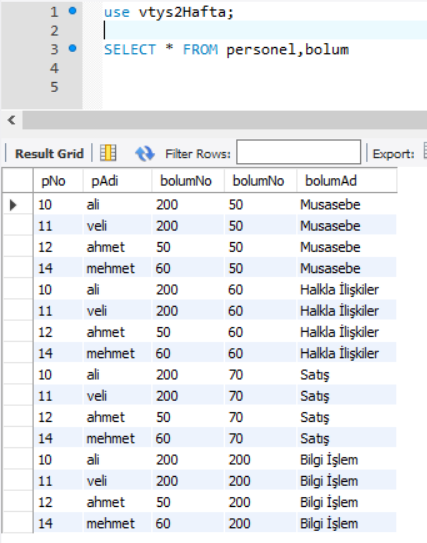 1 use vtys2Hafta;
2
3 SELECT * FROM personel,bolum
4
5
Result Grid Filter Rows: Export:
pNo pAdi bolumNo bolumNo bolumAd
10 ali 200 50 Musasebe
11 veli 200 50 Musasebe
12 ahmet 50 50 Musasebe
14 mehmet 60 50 Musasebe
10 ali 200 60 Halkla İlişkiler
11 veli 200 60 Halkla İlişkiler
12 ahmet 50 60 Halkla İlişkiler
14 mehmet 60 60 Halkla İlişkiler
10 ali 200 70 Satış
11 veli 200 70 Satış
12 ahmet 50 70 Satış
14 mehmet 60 70 Satış
10 ali 200 200 Bilgi İşlem
11 veli 200 200 Bilgi İşlem
12 ahmet 50 200 Bilgi İşlem
14 mehmet 60 200 Bilgi İşlem